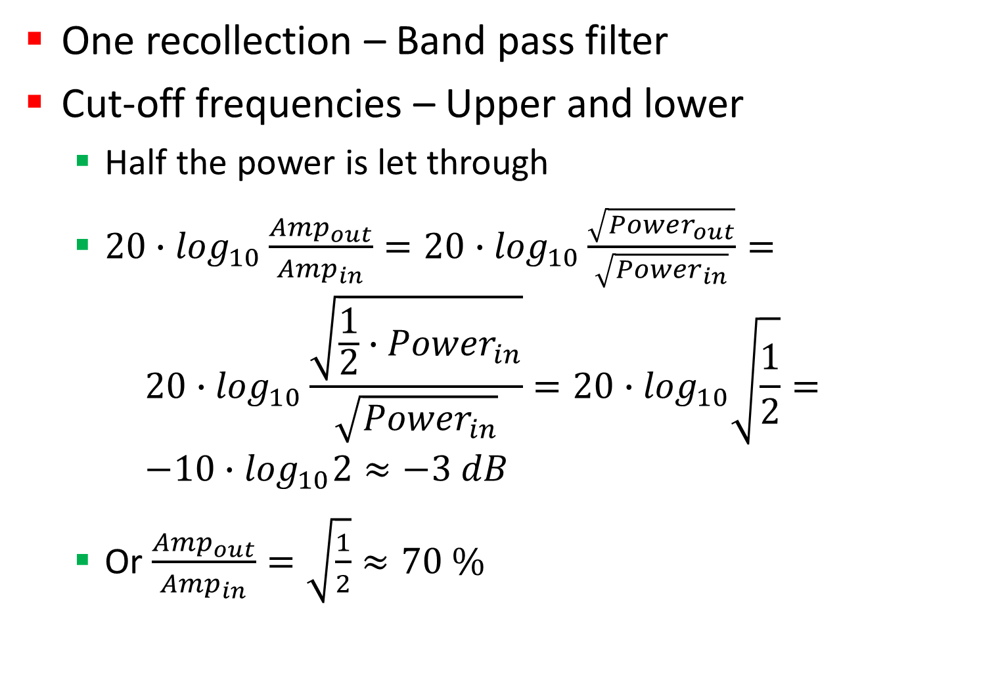 ▪ One recollection – Band pass filter
▪ Cut-off frequencies – Upper and lower
▪ Half the power is let through
▪ $20 \cdot log_{10} \frac{Amp_{out}}{Amp_{in}} = 20 \cdot log_{10} \frac{\sqrt{Power_{out}}}{\sqrt{Power_{in}}} =$
$20 \cdot log_{10} \frac{\sqrt{\frac{1}{2} \cdot Power_{in}}}{\sqrt{Power_{in}}} = 20 \cdot log_{10} \sqrt{\frac{1}{2}} =$
$-10 \cdot log_{10} 2 \approx -3 \ dB$
▪ Or $\frac{Amp_{out}}{Amp_{in}} = \sqrt{\frac{1}{2}} \approx 70 \ \%$